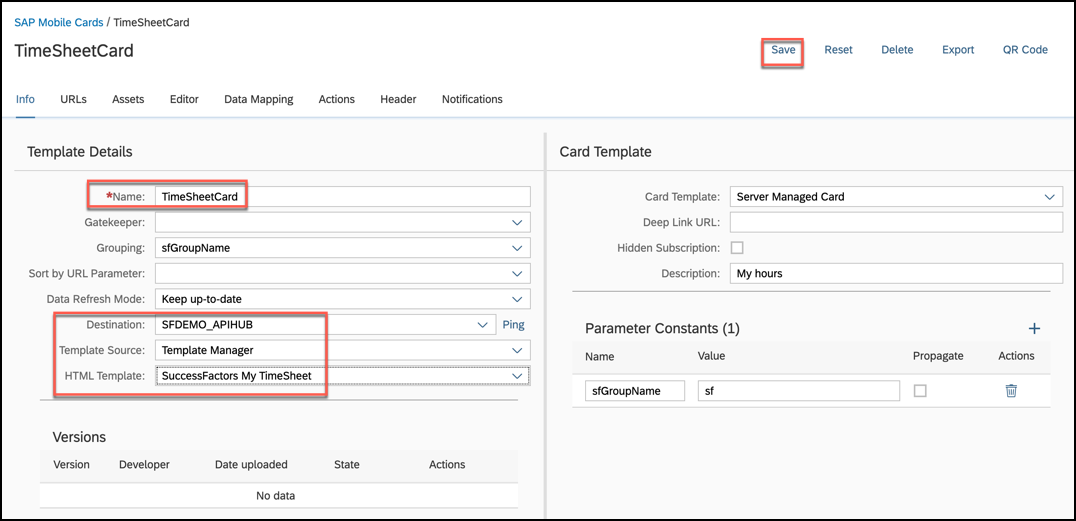 SAP Mobile Cards / TimeSheetCard
TimeSheetCard
Save Reset Delete Export QR Code
Info URLs Assets Editor Data Mapping Actions Header Notifications
Template Details
*Name: TimeSheetCard
Gatekeeper:
Grouping: sfGroupName
Sort by URL Parameter:
Data Refresh Mode: Keep up-to-date
Destination: SFDEMO_APIHUB Ping
Template Source: Template Manager
HTML Template: SuccessFactors My TimeSheet
Versions
Version Developer Date uploaded State Actions
No data
Card Template
Card Template: Server Managed Card
Deep Link URL:
Hidden Subscription:
Description: My hours
Parameter Constants (1)
Name Value Propagate Actions
sfGroupName sf